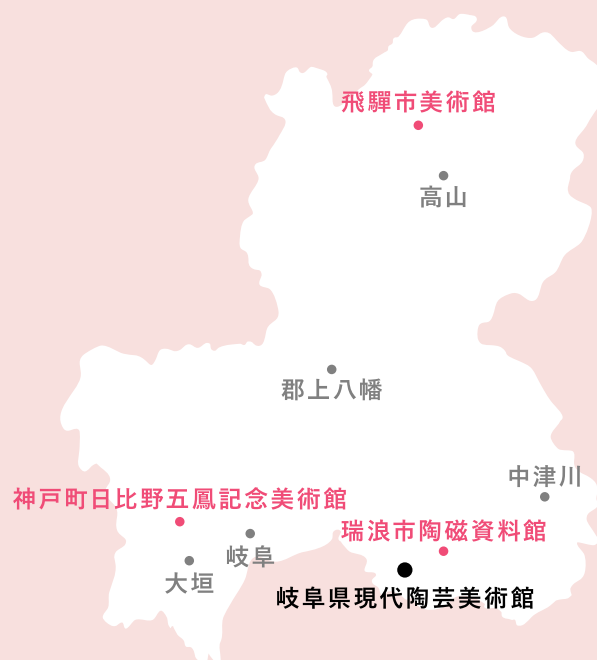 飛驒市美術館
高山
郡上八幡
中津川
神戸町日比野五鳳記念美術館
瑞浪市陶磁資料館
岐阜
大垣
岐阜県現代陶芸美術館